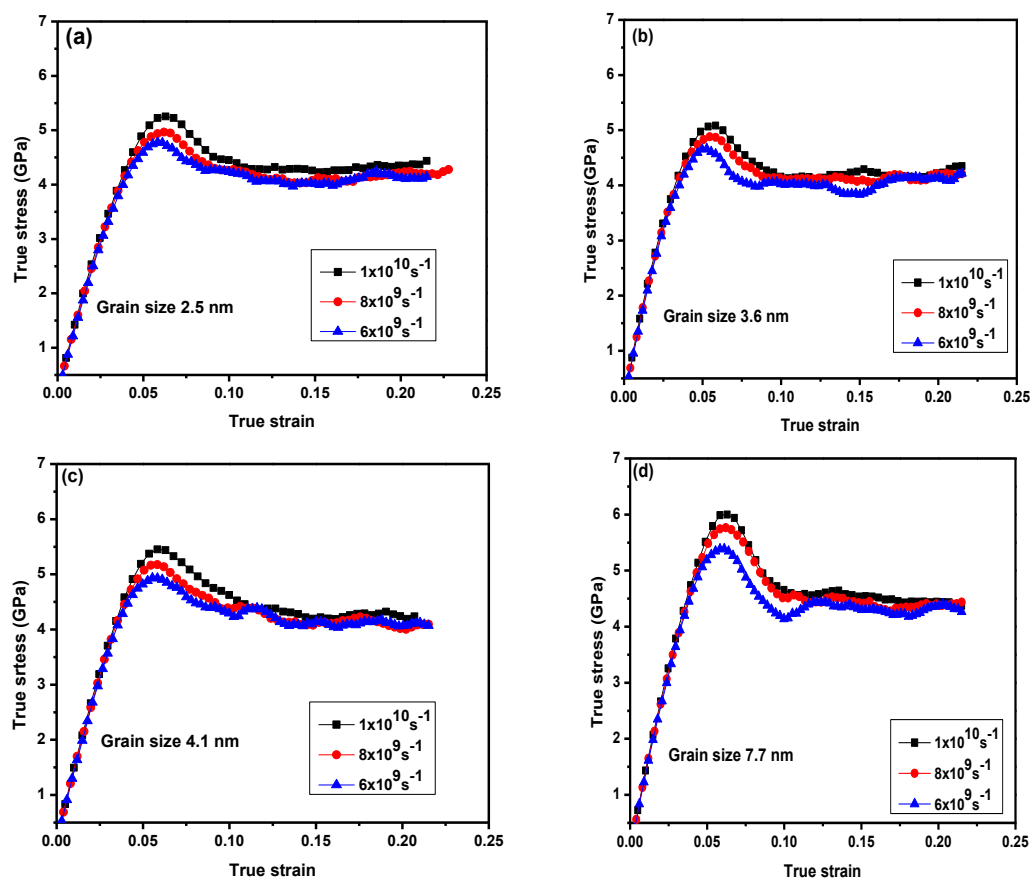 (a)
7
6
5
4
3
2
1
True stress (GPa)
1x10^10 s^-1
8x10^9 s^-1
6x10^9 s^-1
Grain size 2.5 nm
0.00 0.05 0.10 0.15 0.20 0.25
True strain
(b)
7
6
5
4
3
2
1
True stress(GPa)
1x10^10 s^-1
8x10^9 s^-1
6x10^9 s^-1
Grain size 3.6 nm
0.00 0.05 0.10 0.15 0.20 0.25
True strain
(c)
7
6
5
4
3
2
1
True srtess (GPa)
1x10^10 s^-1
8x10^9 s^-1
6x10^9 s^-1
Grain size 4.1 nm
0.00 0.05 0.10 0.15 0.20 0.25
True strain
(d)
7
6
5
4
3
2
1
True stress (GPa)
1x10^10 s^-1
8x10^9 s^-1
6x10^9 s^-1
Grain size 7.7 nm
0.00 0.05 0.10 0.15 0.20 0.25
True strain